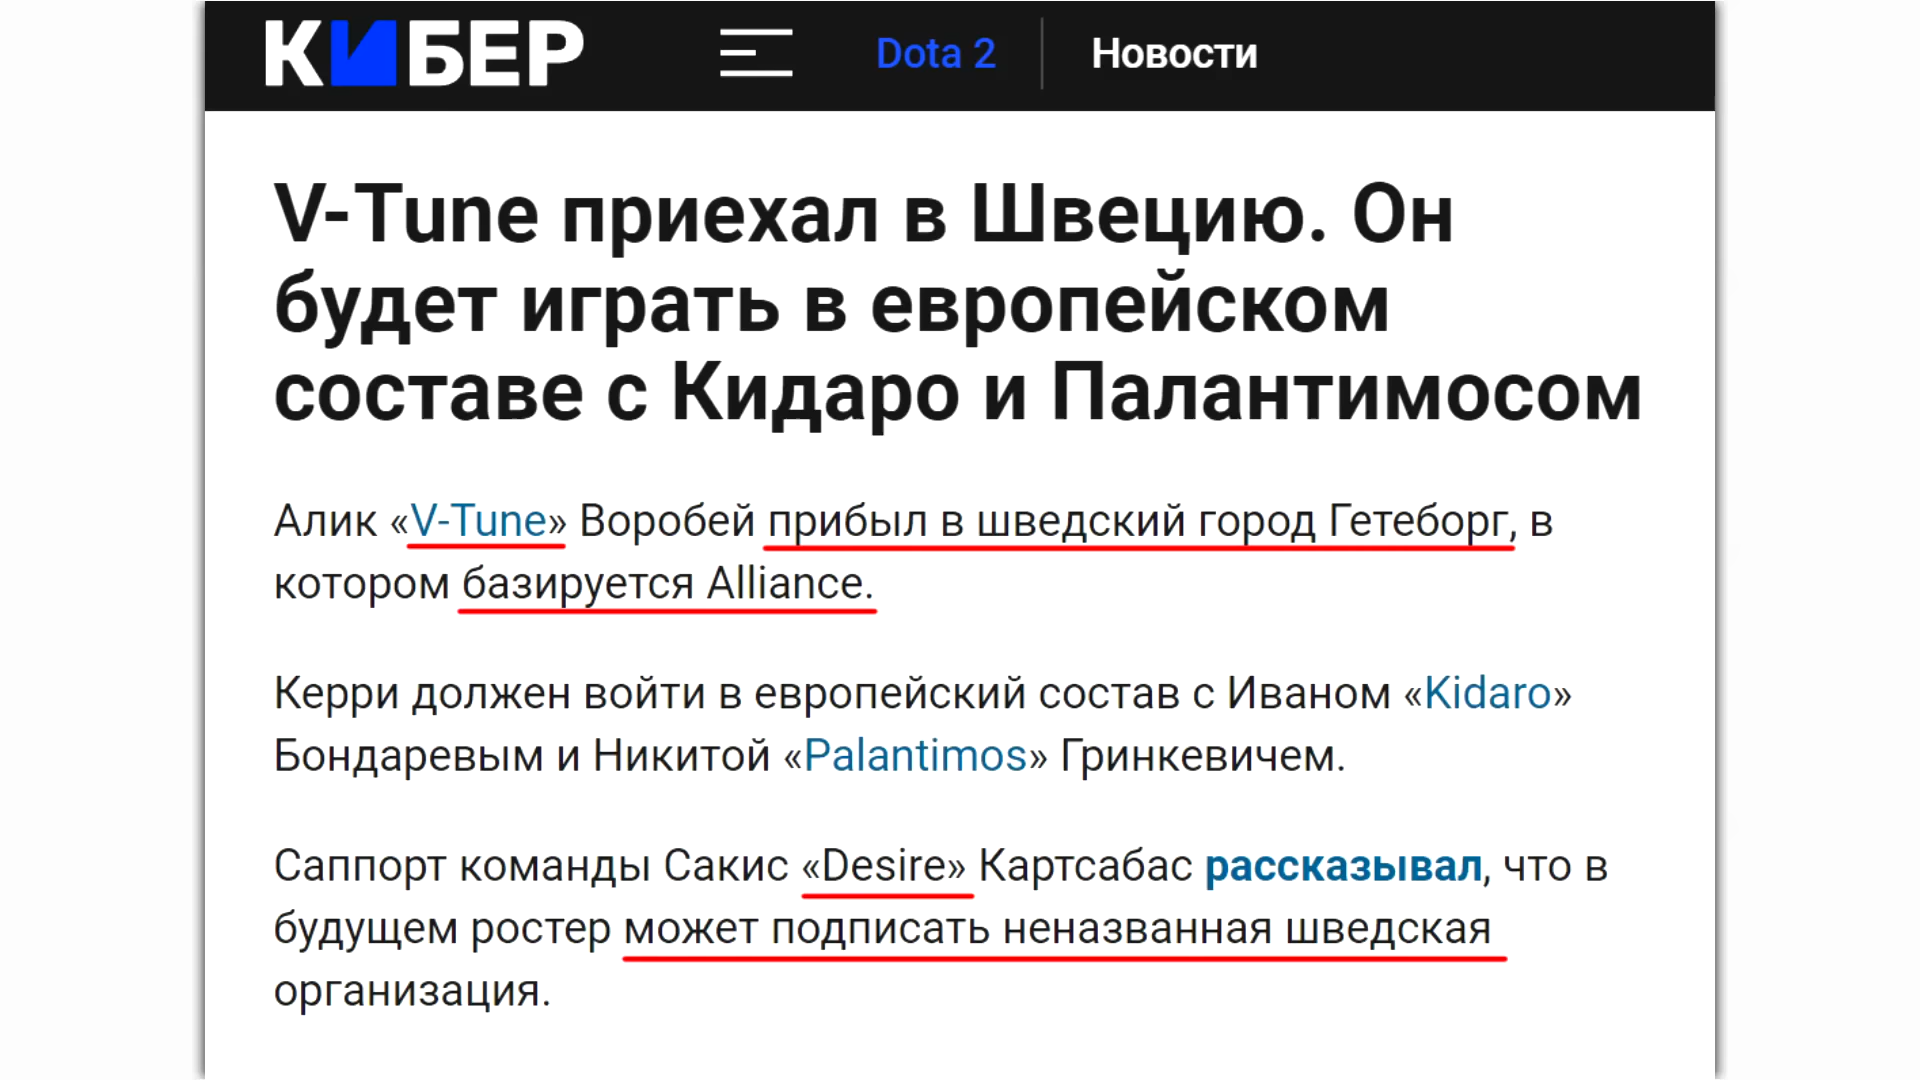 КИБЕР
Dota 2
Новости
V-Tune приехал в Швецию. Он
будет играть в европейском
составе с Кидаро и Палантимосом
Алик «V-Tune» Воробей прибыл в шведский город Гетеборг, в
котором базируется Alliance.
Керри должен войти в европейский состав с Иваном «Kidaro»
Бондаревым и Никитой «Palantimos» Гринкевичем.
Саппорт команды Сакис «Desire» Картсабас рассказывал, что в
будущем ростер может подписать неназванная шведская
организация.